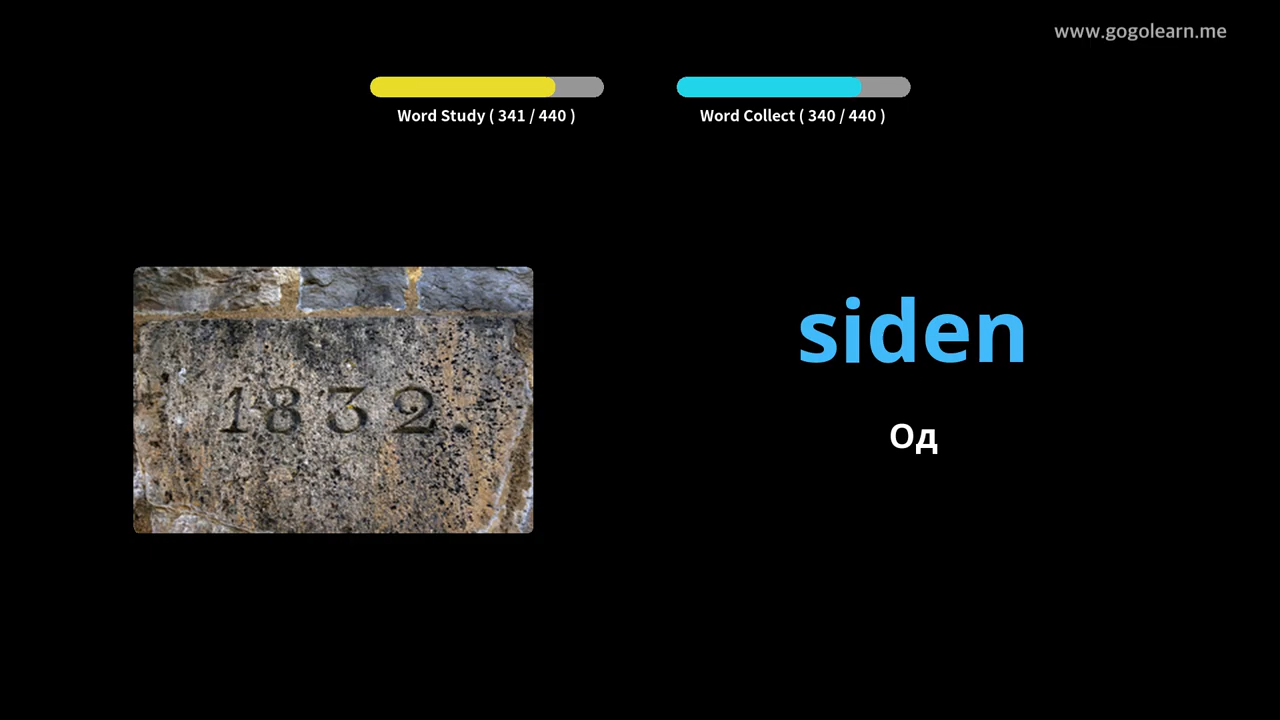 www.gogolearn.me
Word Study ( 341 / 440 )
Word Collect ( 340 / 440 )
siden
Од
1832.